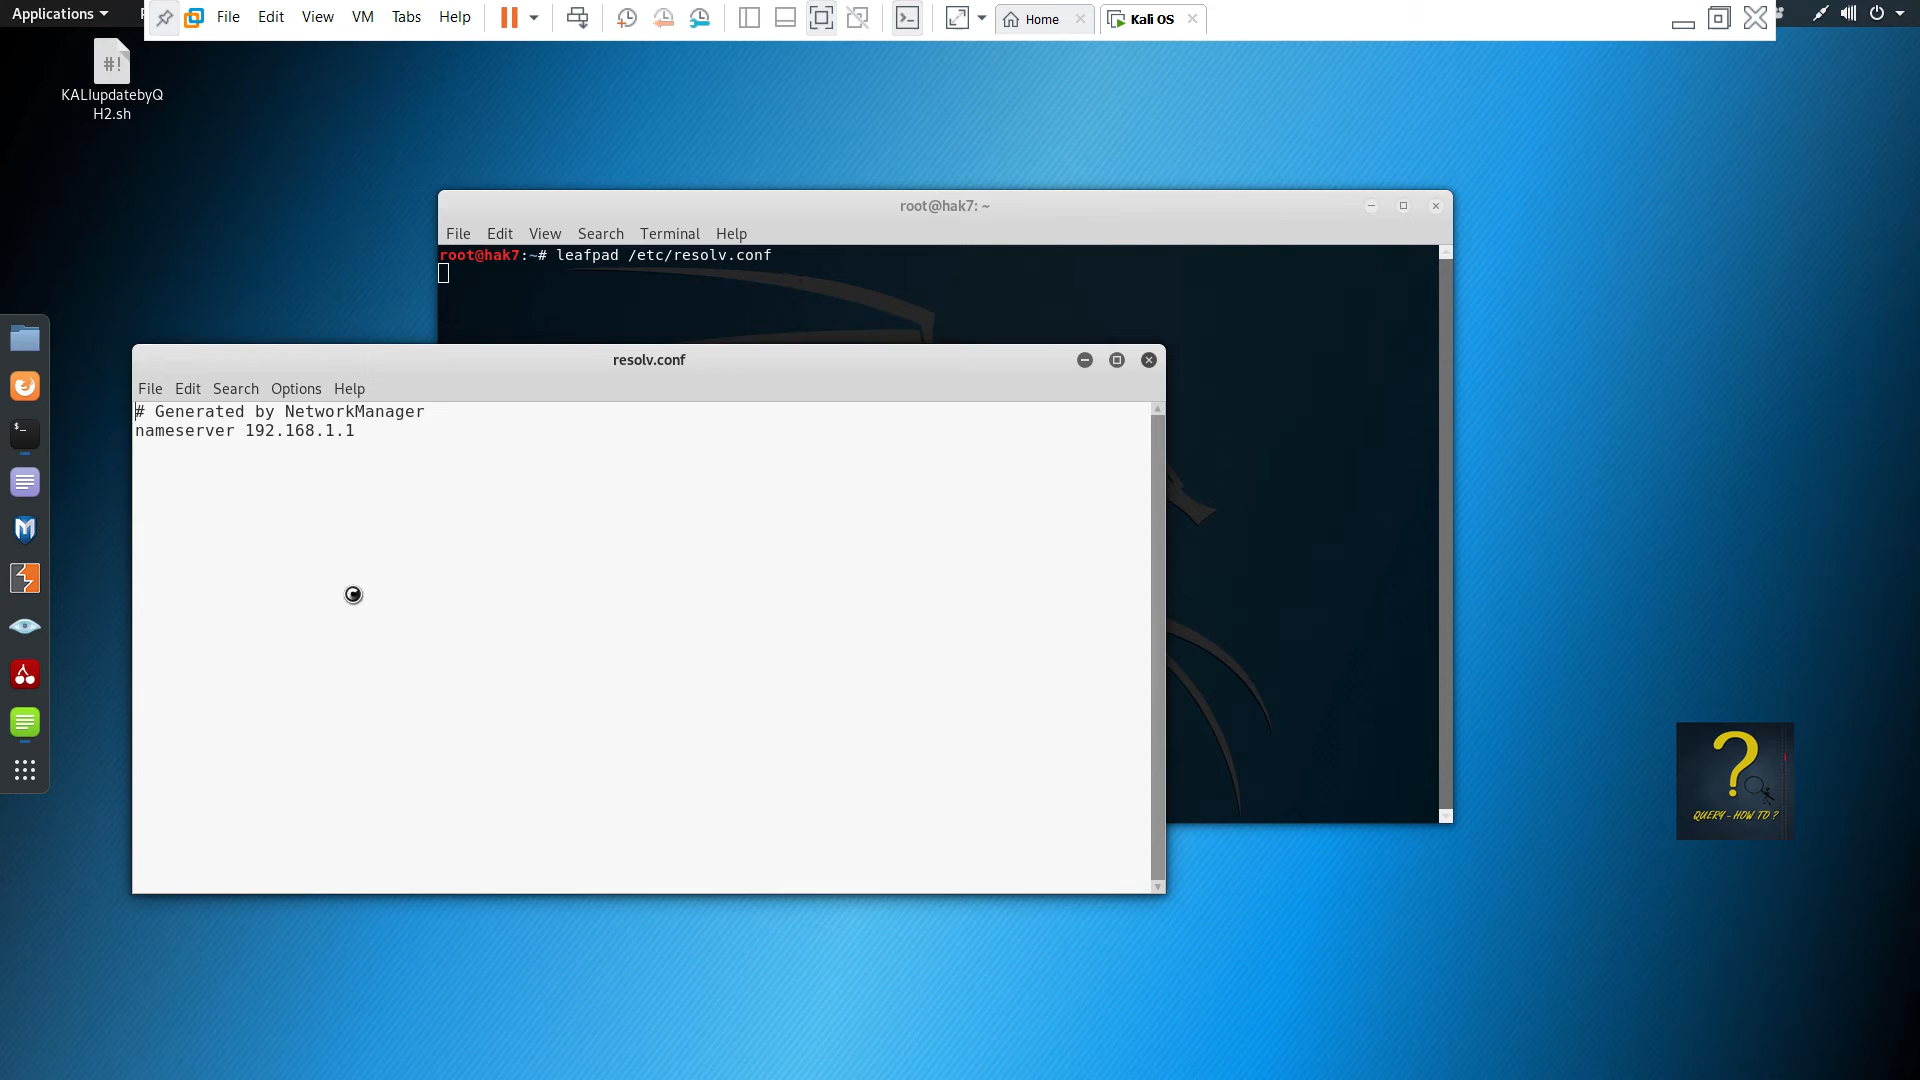 Applications
File Edit View VM Tabs Help
Home
Kali OS
#!
KALIupdatebyQ
H2.sh
root@hak7: ~
File Edit View Search Terminal Help
root@hak7:~# leafpad /etc/resolv.conf
resolv.conf
File Edit Search Options Help
# Generated by NetworkManager
nameserver 192.168.1.1
$_
M
?
QUERY - HOW TO ?